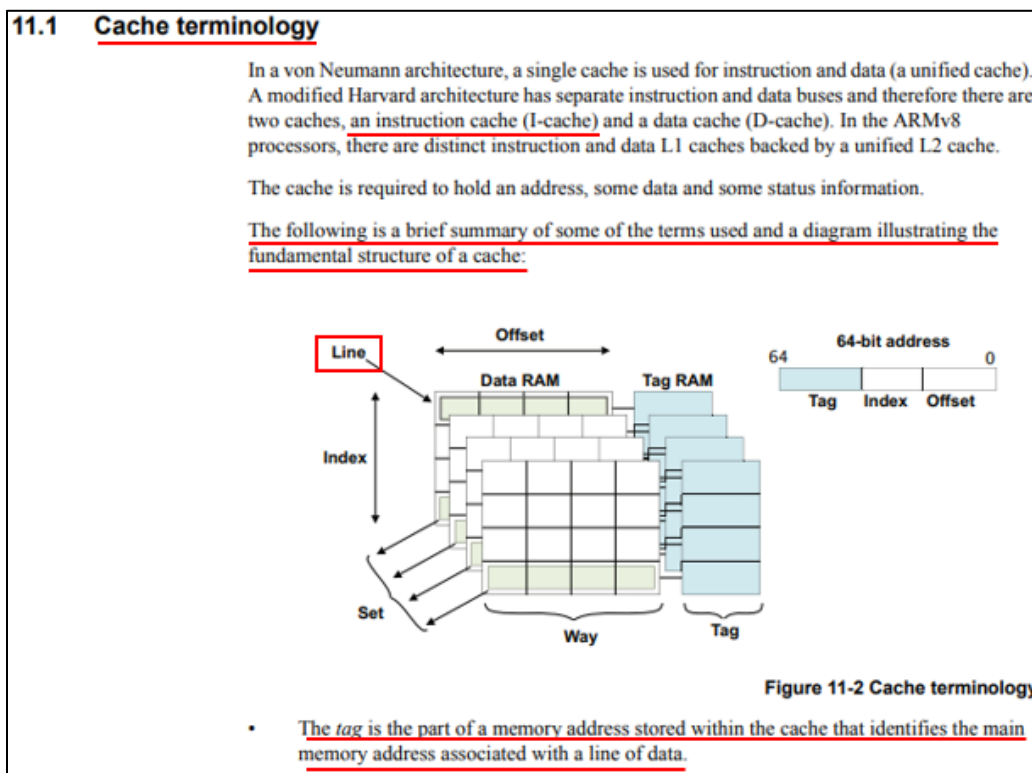 11.1 Cache terminology
In a von Neumann architecture, a single cache is used for instruction and data (a unified cache).
A modified Harvard architecture has separate instruction and data buses and therefore there are
two caches, an instruction cache (I-cache) and a data cache (D-cache). In the ARMv8
processors, there are distinct instruction and data L1 caches backed by a unified L2 cache.
The cache is required to hold an address, some data and some status information.
The following is a brief summary of some of the terms used and a diagram illustrating the
fundamental structure of a cache:
Offset
Line
Data RAM
Tag RAM
Index
Set
Way
Tag
64-bit address
64 0
Tag Index Offset
Figure 11-2 Cache terminology
• The tag is the part of a memory address stored within the cache that identifies the main
memory address associated with a line of data.